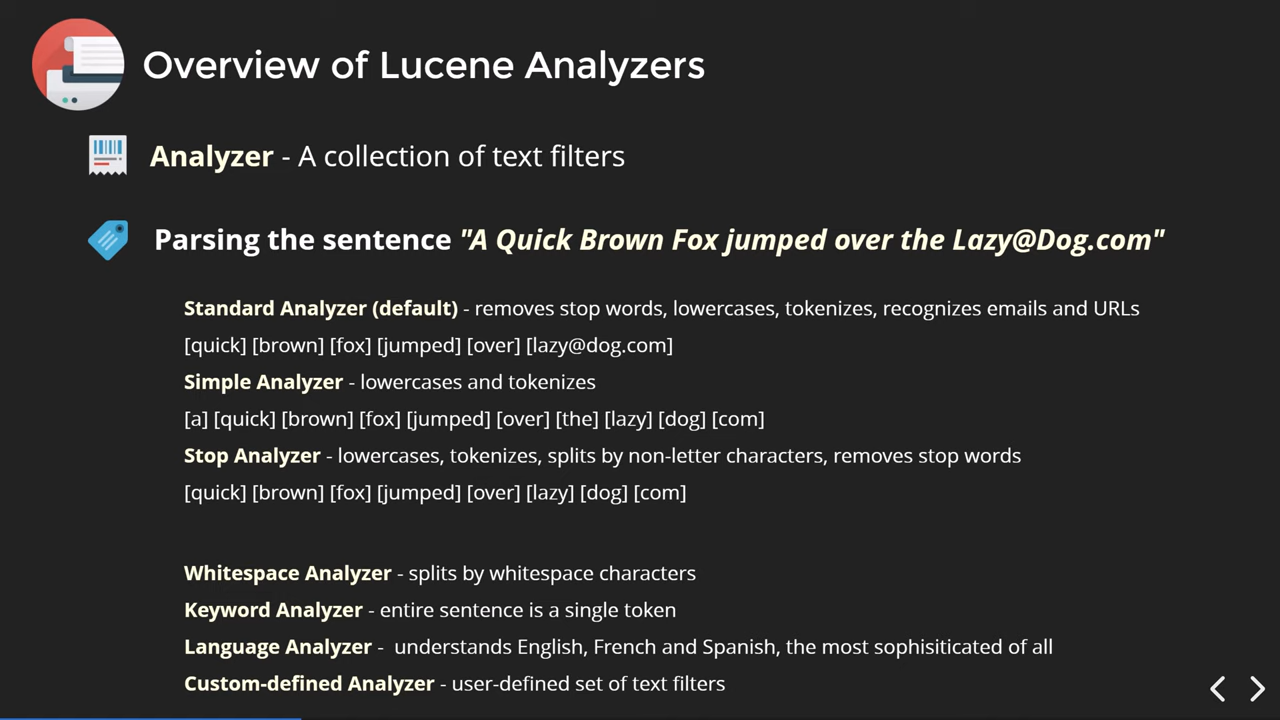 Overview of Lucene Analyzers
Analyzer - A collection of text filters
Parsing the sentence "A Quick Brown Fox jumped over the Lazy@Dog.com"
Standard Analyzer (default) - removes stop words, lowercases, tokenizes, recognizes emails and URLs
[quick] [brown] [fox] [jumped] [over] [lazy@dog.com]
Simple Analyzer - lowercases and tokenizes
[a] [quick] [brown] [fox] [jumped] [over] [the] [lazy] [dog] [com]
Stop Analyzer - lowercases, tokenizes, splits by non-letter characters, removes stop words
[quick] [brown] [fox] [jumped] [over] [lazy] [dog] [com]
Whitespace Analyzer - splits by whitespace characters
Keyword Analyzer - entire sentence is a single token
Language Analyzer - understands English, French and Spanish, the most sophisiticated of all
Custom-defined Analyzer - user-defined set of text filters